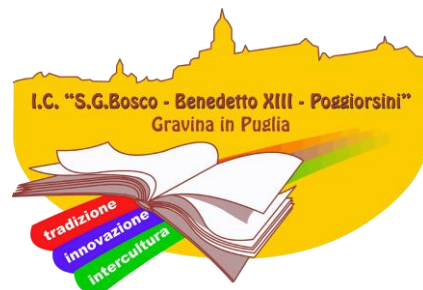 I.C. "S.G.Bosco - Benedetto XIII - Poggiorsini"
Gravina in Puglia
tradizione
innovazione
intercultura